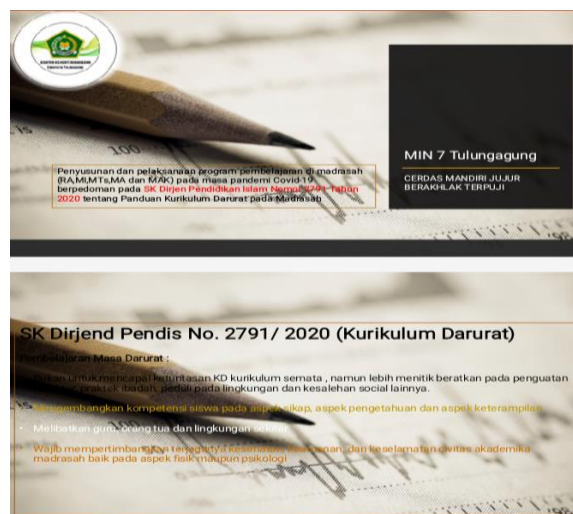 100
Penyusunan dan pelaksanaan program pembelajaran di madrasah
(RA,MI,MTs,MA dan MAK) pada masa pandemi Covid-19
berpedoman pada SK Dirjen Pendidikan Islam Nomor 2791 Tahun
2020 tentang Panduan Kurikulum Darurat pada Madrasah
MIN 7 Tulungagung
CERDAS MANDIRI JUJUR
BERAKHLAK TERPUJI
SK Dirjend Pendis No. 2791/ 2020 (Kurikulum Darurat)
Pembelajaran Masa Darurat :
Bukan untuk mencapai ketuntasan KD kurikulum semata , namun lebih menitik beratkan pada penguatan
praktek ibadah, peduli pada lingkungan dan kesalehan social lainnya.
• Mengembangkan kompetensi siswa pada aspek sikap, aspek pengetahuan dan aspek keterampilan
• Melibatkan guru, orang tua dan lingkungan sekitar
• Wajib mempertimbangkan terjaganya kesehatan, keamanan, dan keselamatan civitas akademika
madrasah baik pada aspek fisik maupun psikologi